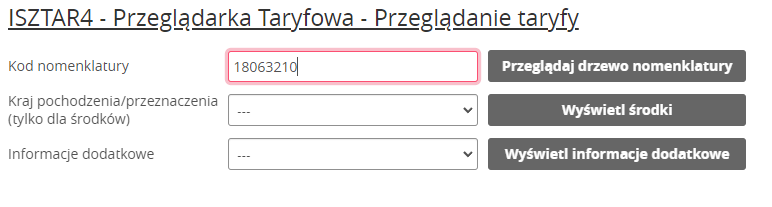 ISZTAR4 - Przeglądarka Taryfowa - Przeglądanie taryfy
Kod nomenklatury 18063210 Przeglądaj drzewo nomenklatury
Kraj pochodzenia/przeznaczenia
(tylko dla środków) --- Wyświetl środki
Informacje dodatkowe --- Wyświetl informacje dodatkowe